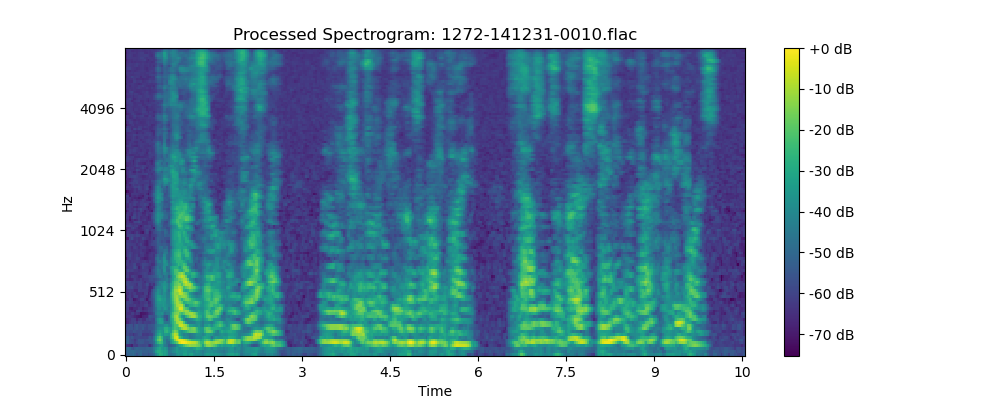 Processed Spectrogram: 1272-141231-0010.flac
Hz
4096
2048
1024
512
0
0 1.5 3 4.5 6 7.5 9 10
Time
+0 dB
-10 dB
-20 dB
-30 dB
-40 dB
-50 dB
-60 dB
-70 dB